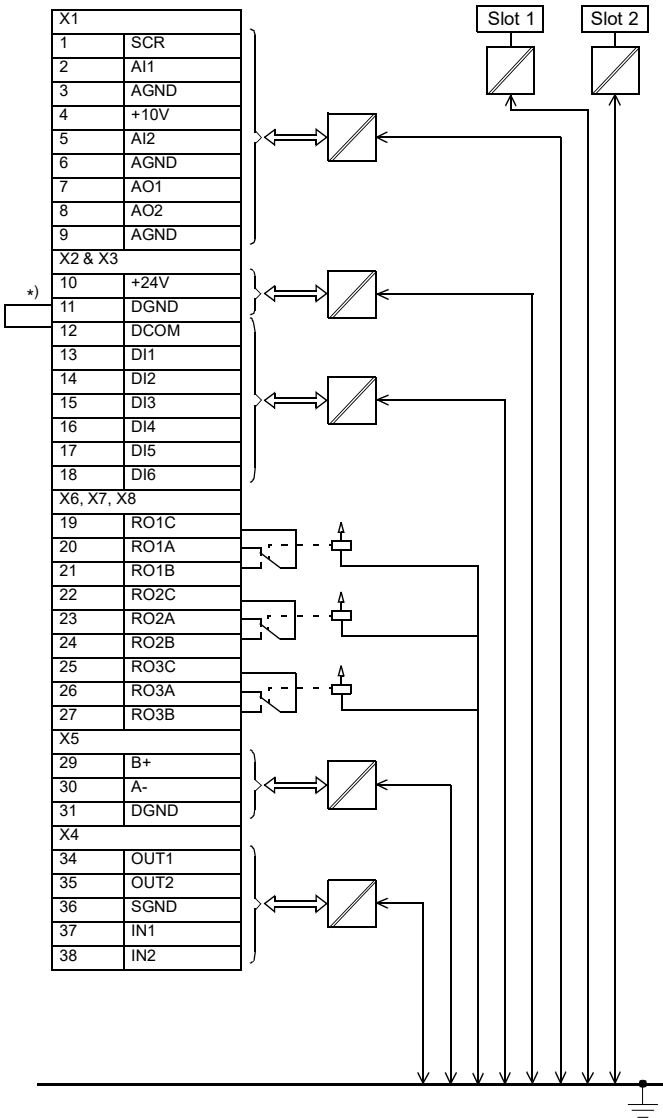 Slot 1 Slot 2
X1
1 SCR
2 AI1
3 AGND
4 +10V
5 AI2
6 AGND
7 AO1
8 AO2
9 AGND
X2 & X3
10 +24V
*)
11 DGND
12 DCOM
13 DI1
14 DI2
15 DI3
16 DI4
17 DI5
18 DI6
X6, X7, X8
19 RO1C
20 RO1A
21 RO1B
22 RO2C
23 RO2A
24 RO2B
25 RO3C
26 RO3A
27 RO3B
X5
29 B+
30 A-
31 DGND
X4
34 OUT1
35 OUT2
36 SGND
37 IN1
38 IN2